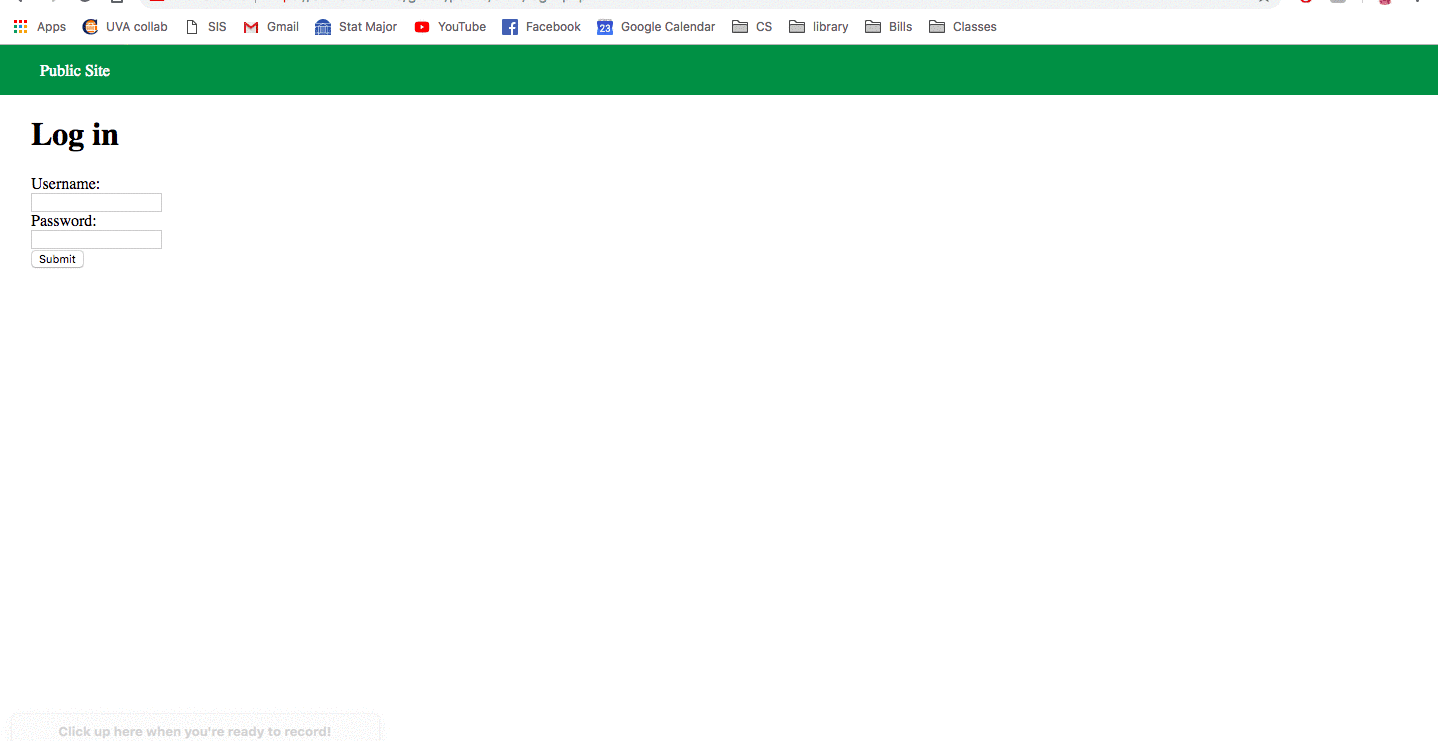 Apps UVA collab SIS Gmail Stat Major YouTube Facebook 23 Google Calendar CS library Bills Classes
Public Site
Log in
Username:
Password:
Submit
Click up here when you're ready to record!